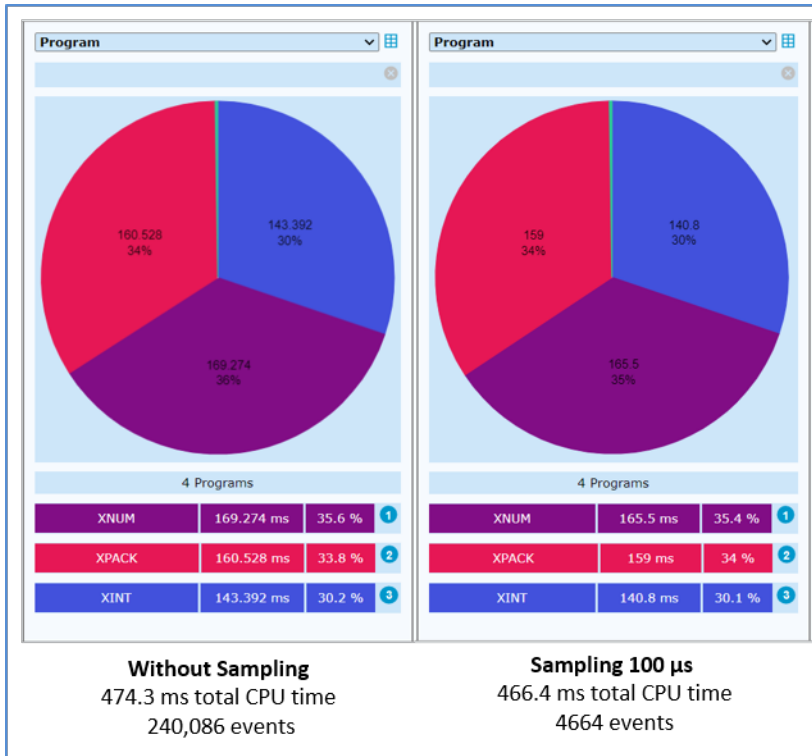 Program
160.528
34%
143.392
30%
169.274
36%
4 Programs
XNUM 169.274 ms 35.6 % 1
XPACK 160.528 ms 33.8 % 2
XINT 143.392 ms 30.2 % 3
Without Sampling
474.3 ms total CPU time
240,086 events
Program
159
34%
140.8
30%
165.5
35%
4 Programs
XNUM 165.5 ms 35.4 % 1
XPACK 159 ms 34 % 2
XINT 140.8 ms 30.1 % 3
Sampling 100 µs
466.4 ms total CPU time
4664 events